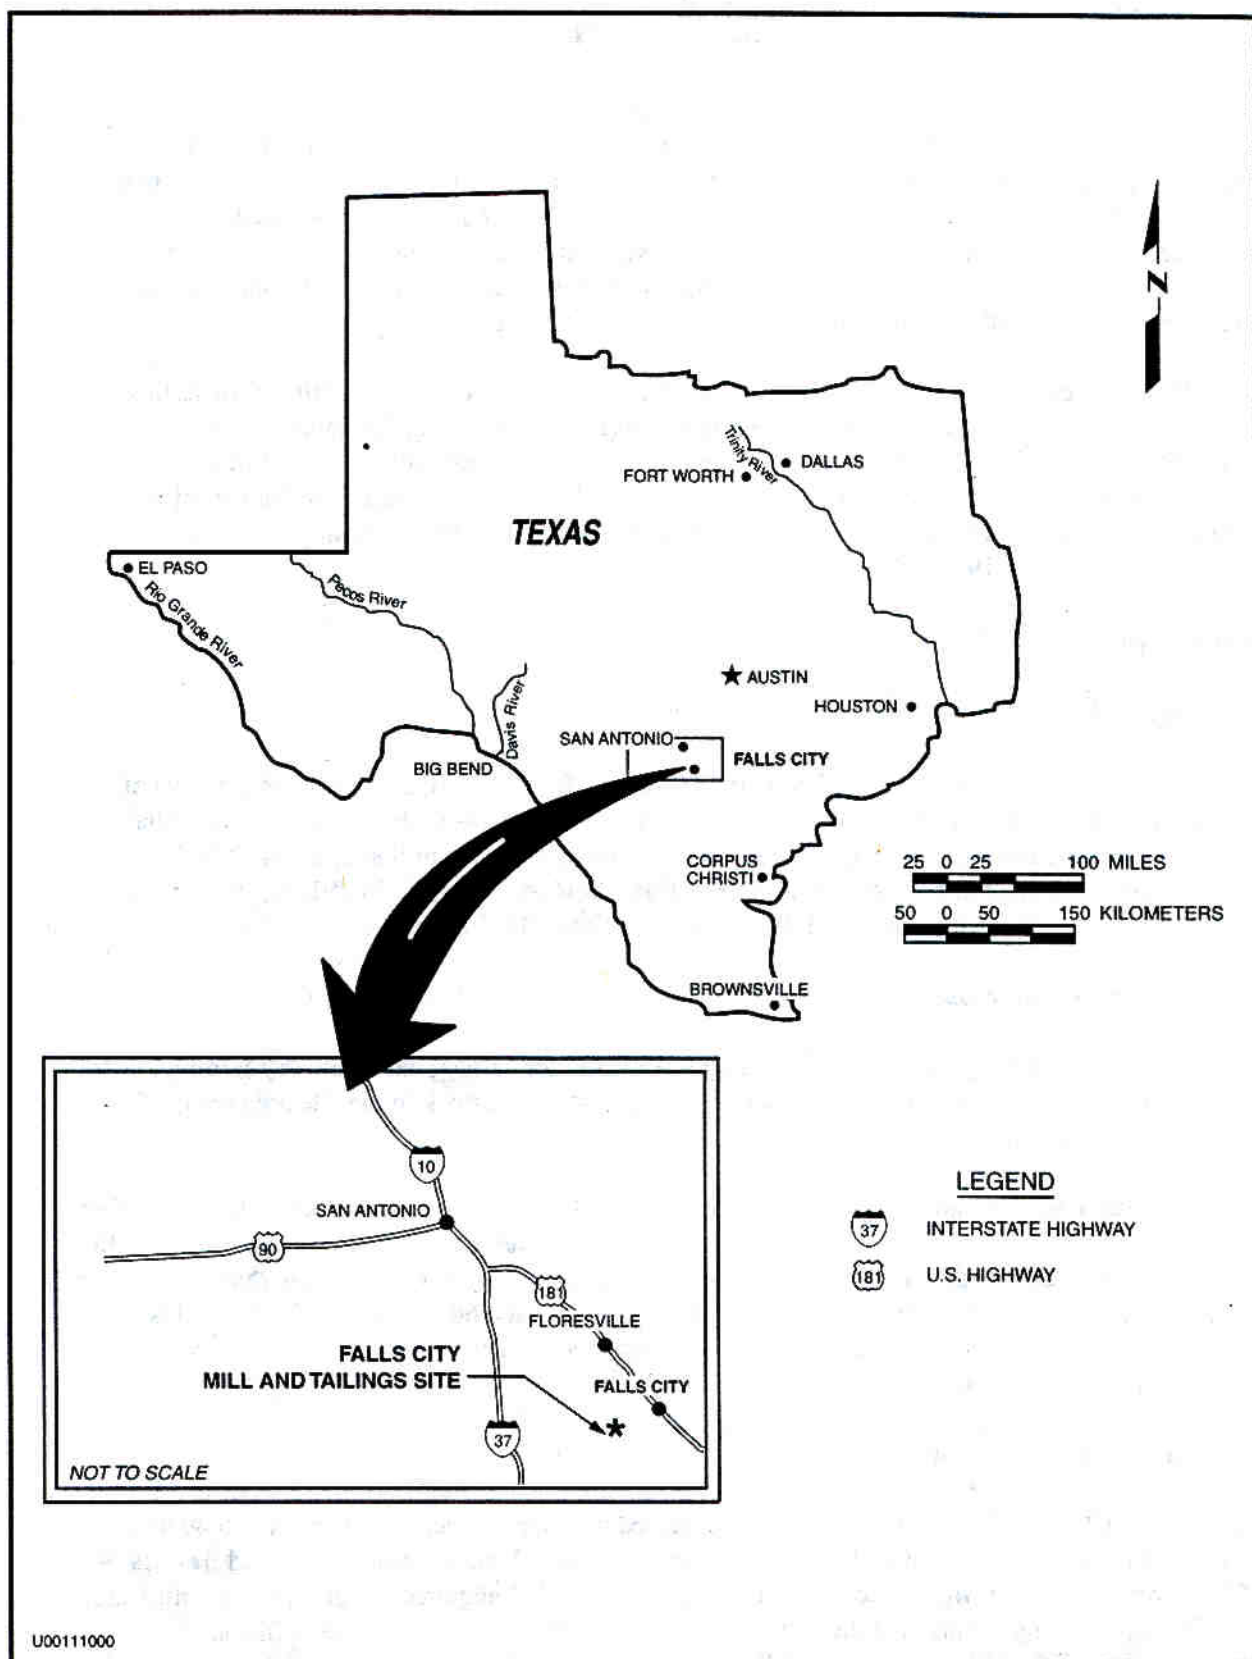 N
Trinity River
DALLAS
FORT WORTH
TEXAS
EL PASO
Rio Grande River
Pecos River
Davis River
AUSTIN
HOUSTON
SAN ANTONIO
FALLS CITY
BIG BEND
CORPUS
CHRISTI
25 0 25 100 MILES
50 0 50 150 KILOMETERS
BROWNSVILLE
10
SAN ANTONIO
90
181
FLORESVILLE
FALLS CITY
MILL AND TAILINGS SITE
FALLS CITY
37
NOT TO SCALE
LEGEND
37 INTERSTATE HIGHWAY
181 U.S. HIGHWAY
U00111000